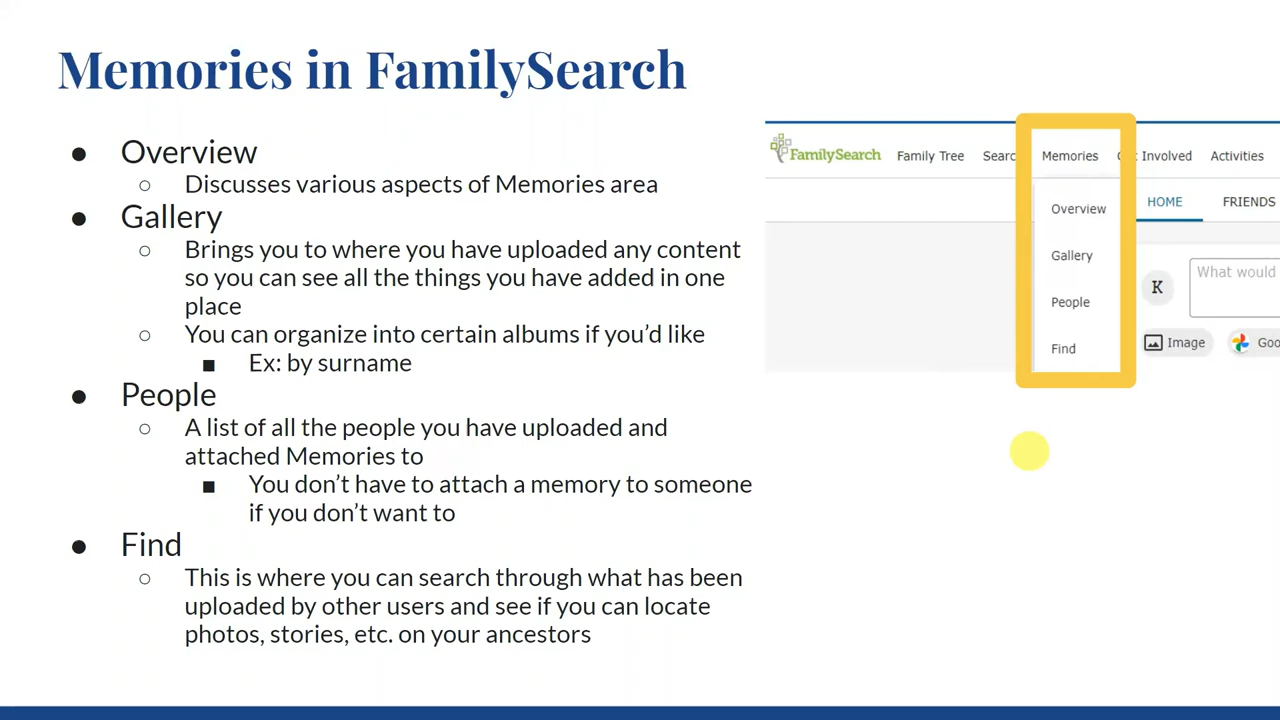 Memories in FamilySearch
● Overview
○ Discusses various aspects of Memories area
● Gallery
○ Brings you to where you have uploaded any content
so you can see all the things you have added in one
place
○ You can organize into certain albums if you’d like
■ Ex: by surname
● People
○ A list of all the people you have uploaded and
attached Memories to
■ You don’t have to attach a memory to someone
if you don’t want to
● Find
○ This is where you can search through what has been
uploaded by other users and see if you can locate
photos, stories, etc. on your ancestors
FamilySearch Family Tree Searc Memories t Involved Activities
Overview HOME FRIENDS
Gallery
What would
K
People
Image Goo
Find